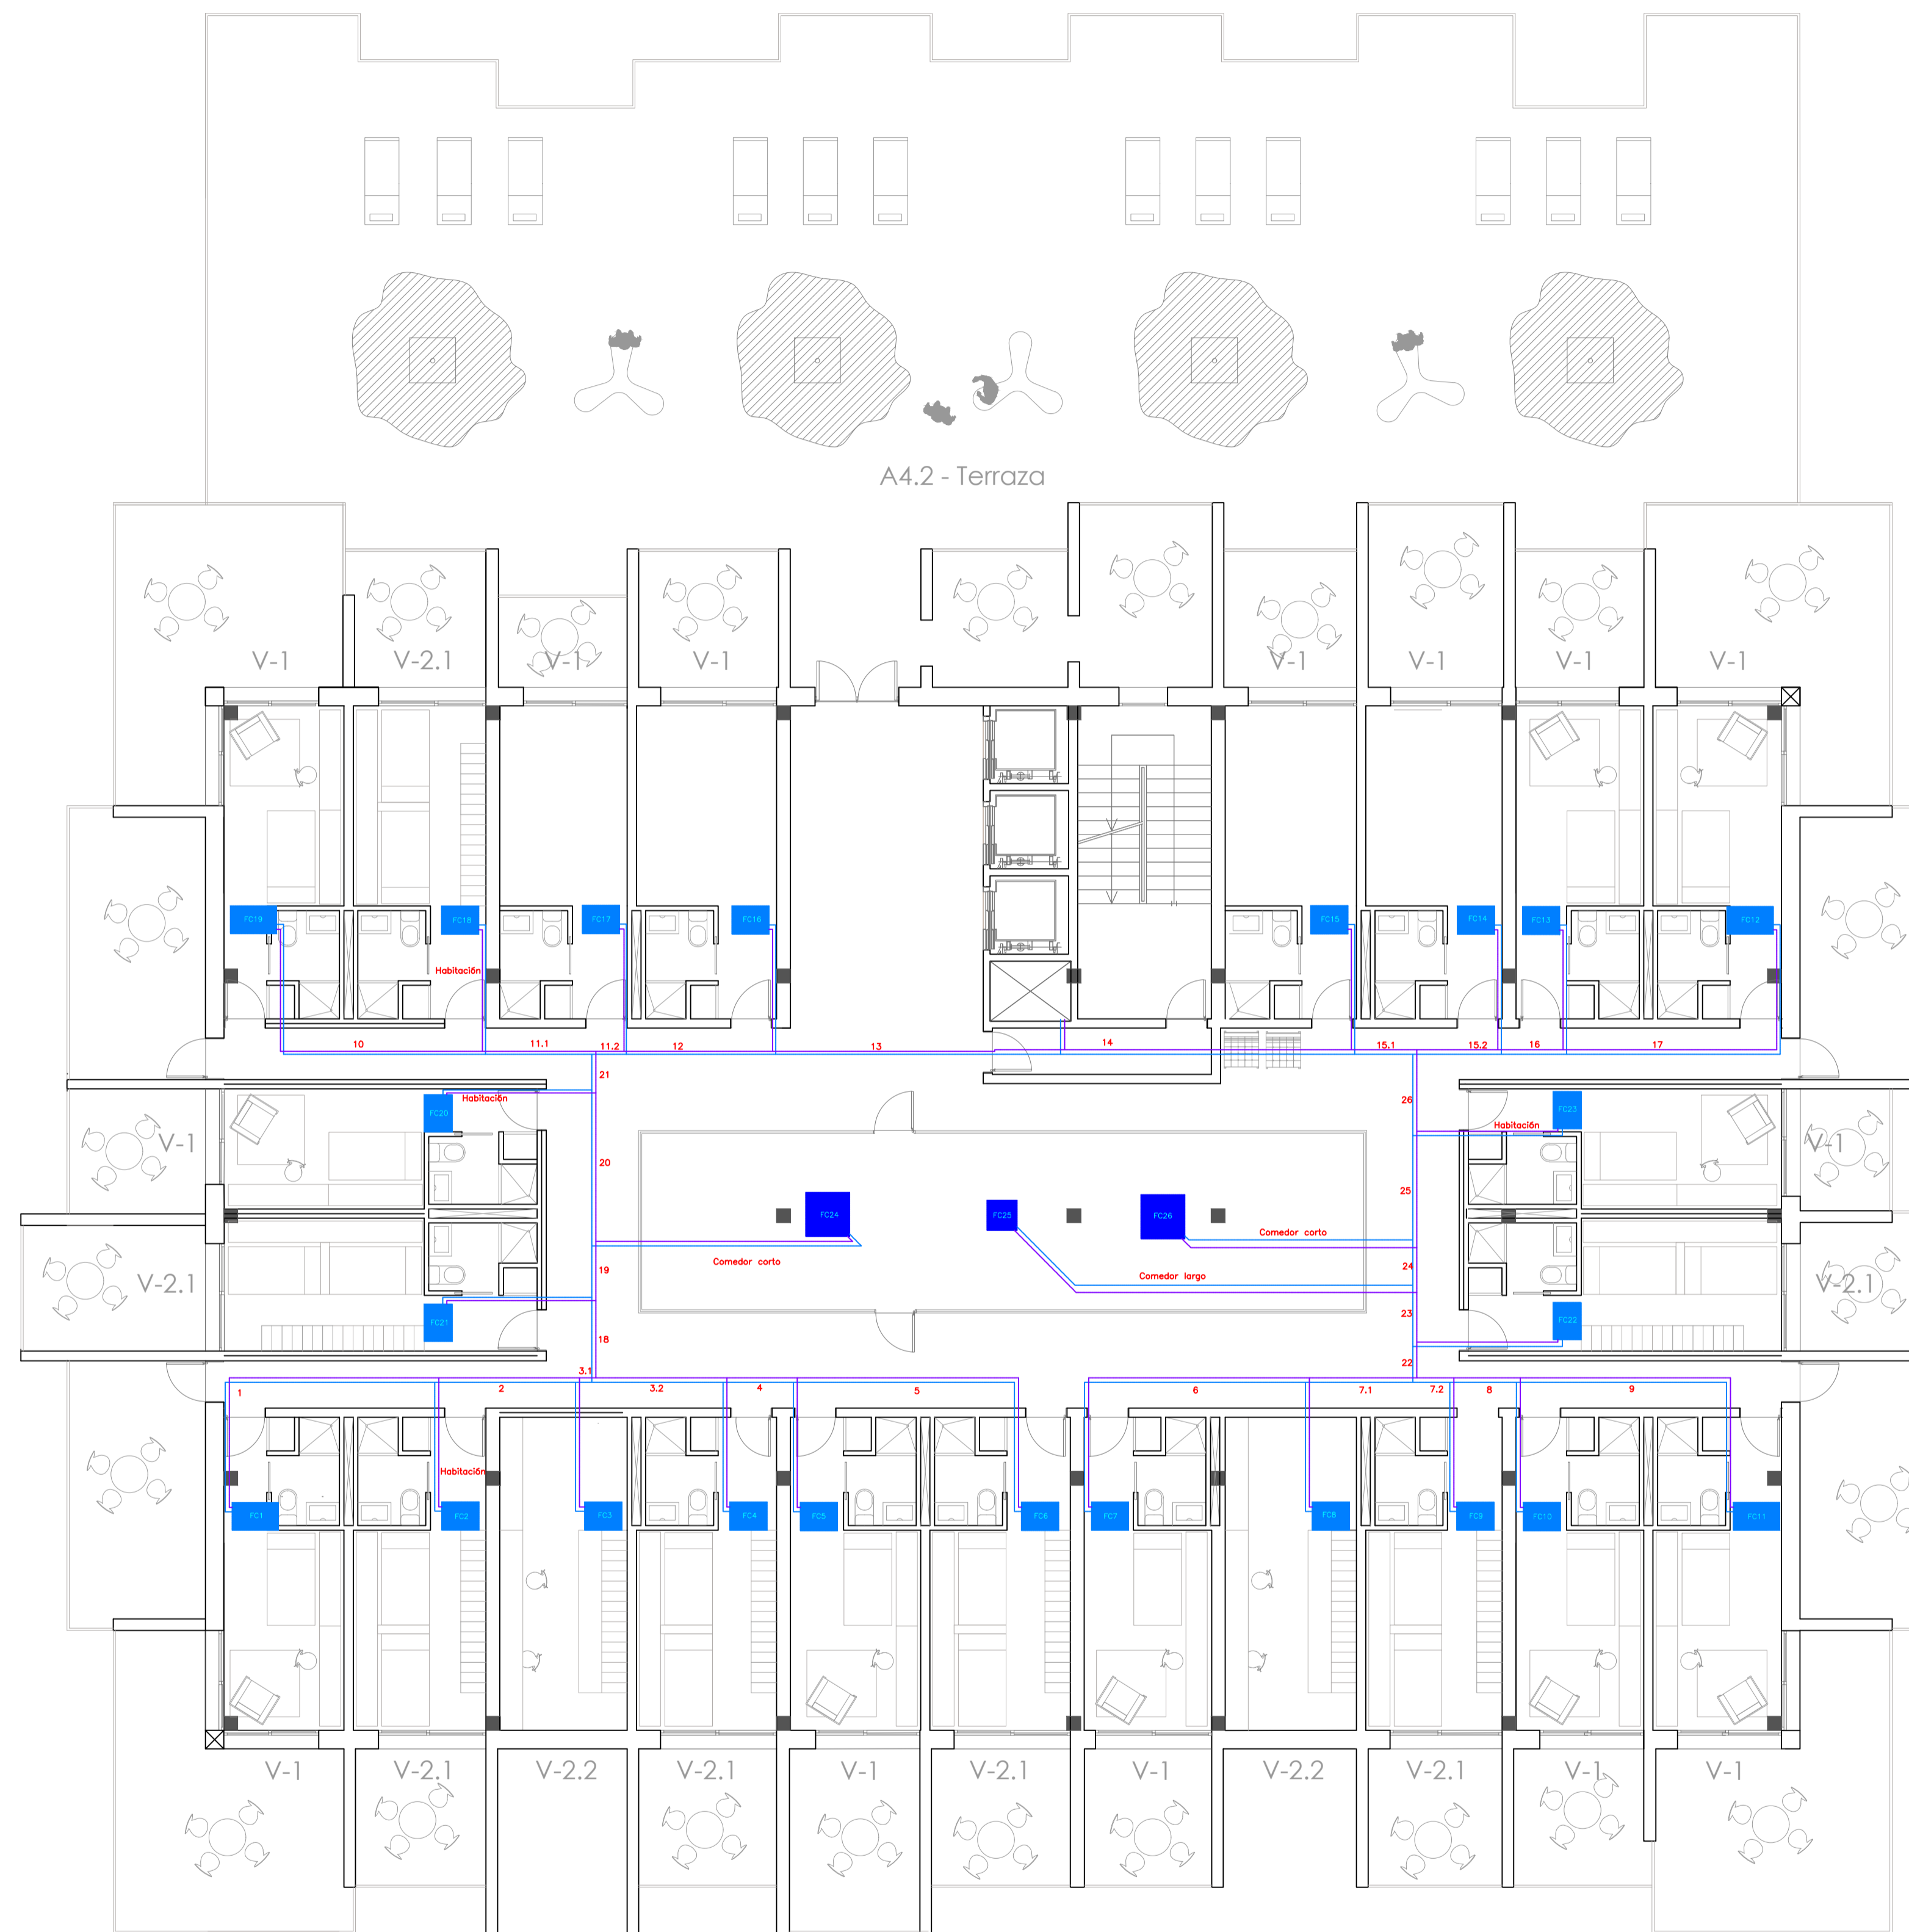 A4.2 - Terraza
V-1
V-2.1
V-1
V-1
V-1
V-1
V-1
V-1
FC19
FC18
FC17
FC16
FC15
FC14
FC13
FC12
Habitación
10
11.1
11.2
12
13
14
15.1
15.2
16
17
21
26
Habitación
FC20
FC23
Habitación
V-1
V-1
20
25
FC24
FC25
FC26
Comedor corto
Comedor corto
Comedor largo
19
24
V-2.1
V-2.1
23
FC21
FC22
18
22
3.1
1
2
3.2
4
5
6
7.1
7.2
8
9
Habitación
FC1
FC2
FC3
FC4
FC5
FC6
FC7
FC8
FC9
FC10
FC11
V-1
V-2.1
V-2.2
V-2.1
V-1
V-2.1
V-1
V-2.2
V-2.1
V-1
V-1